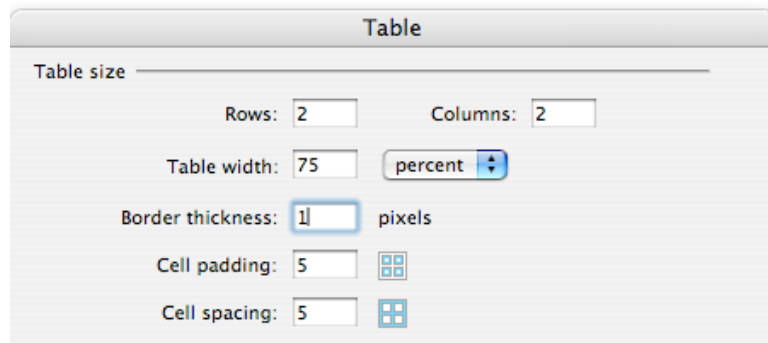 Table
Table size
Rows: 2 Columns: 2
Table width: 75 percent
Border thickness: 1 pixels
Cell padding: 5
Cell spacing: 5